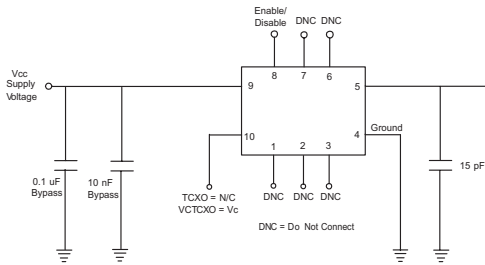 Enable/
Disable
DNC DNC
8 7 6
Vcc
Supply
Voltage
9
5
10
4
Ground
1 2 3
0.1 uF
Bypass
10 nF
Bypass
15 pF
TCXO = N/C
VCTCXO = Vc
DNC DNC DNC
DNC = Do Not Connect